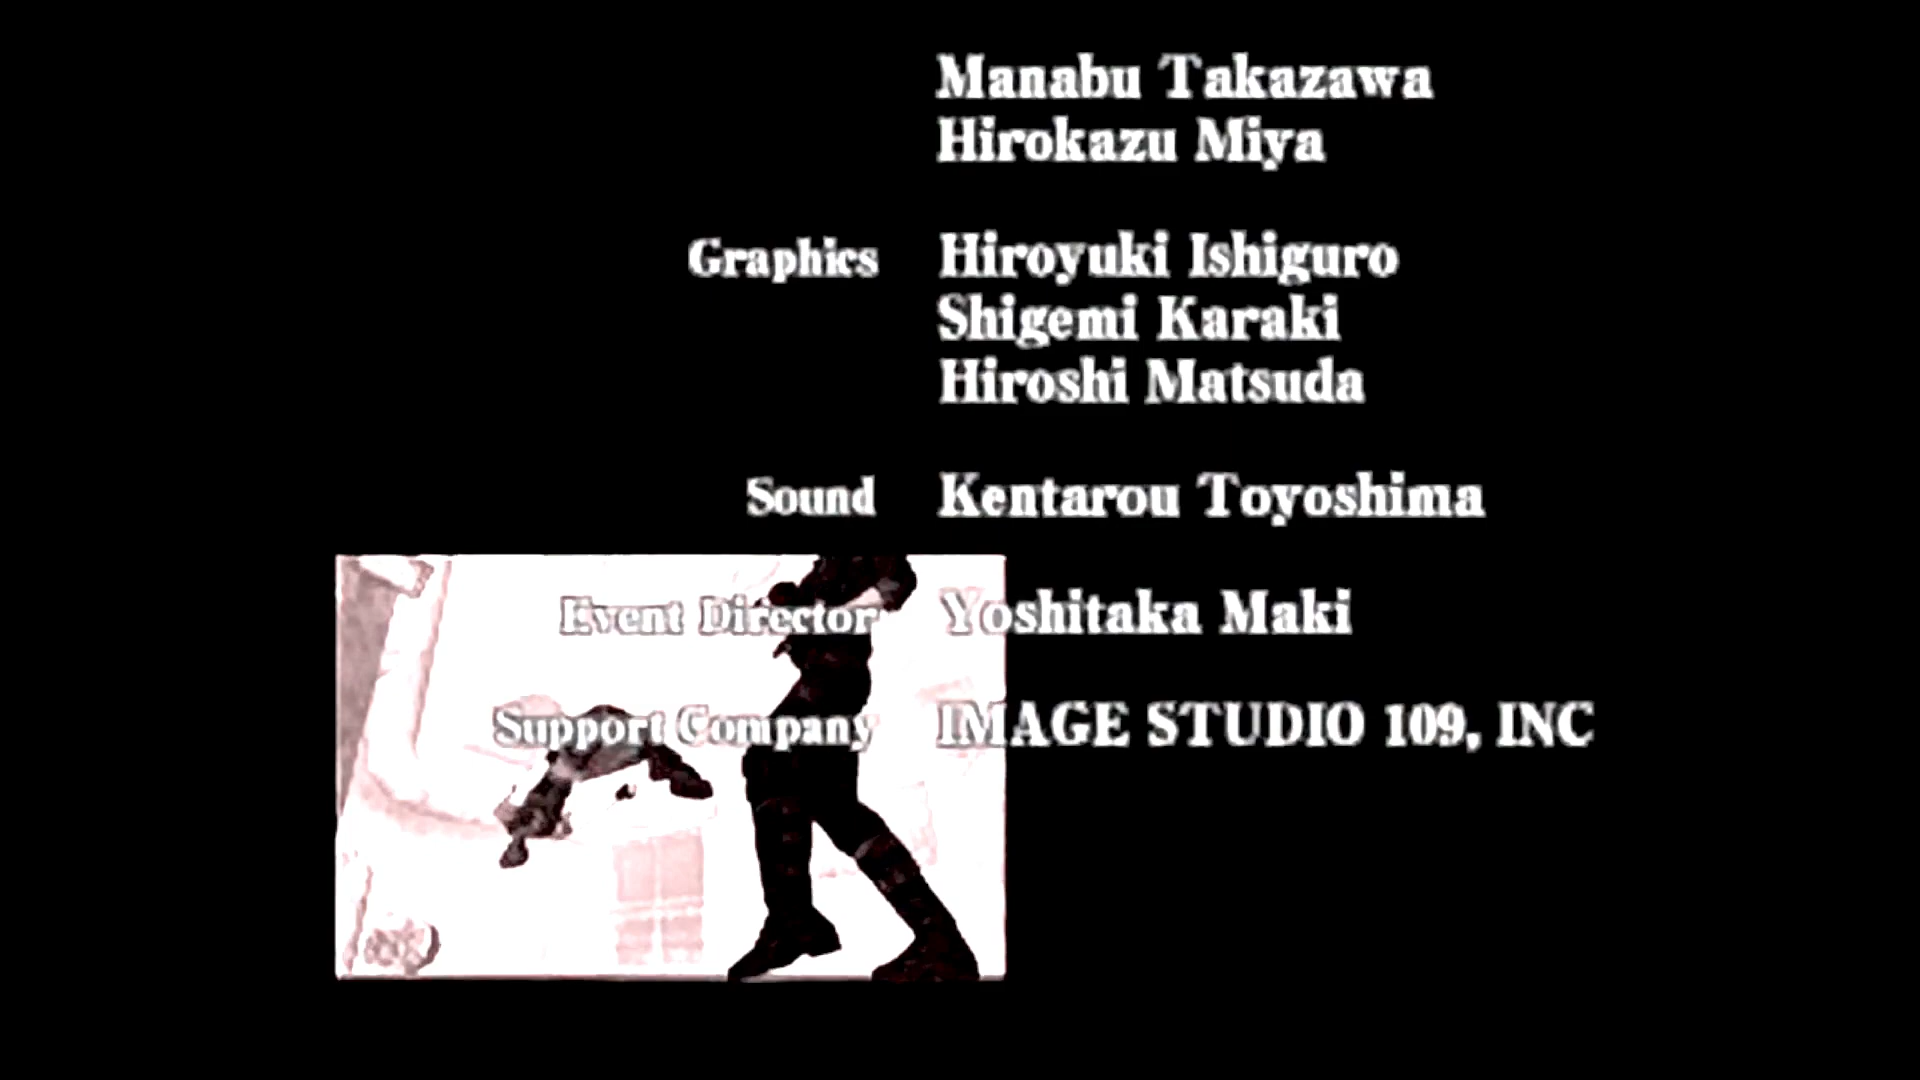 Manabu Takazawa
Hirokazu Miya
Graphics Hiroyuki Ishiguro
Shigemi Karaki
Hiroshi Matsuda
Sound Kentarou Toyoshima
Event Director Yoshitaka Maki
Support Company IMAGE STUDIO 109, INC